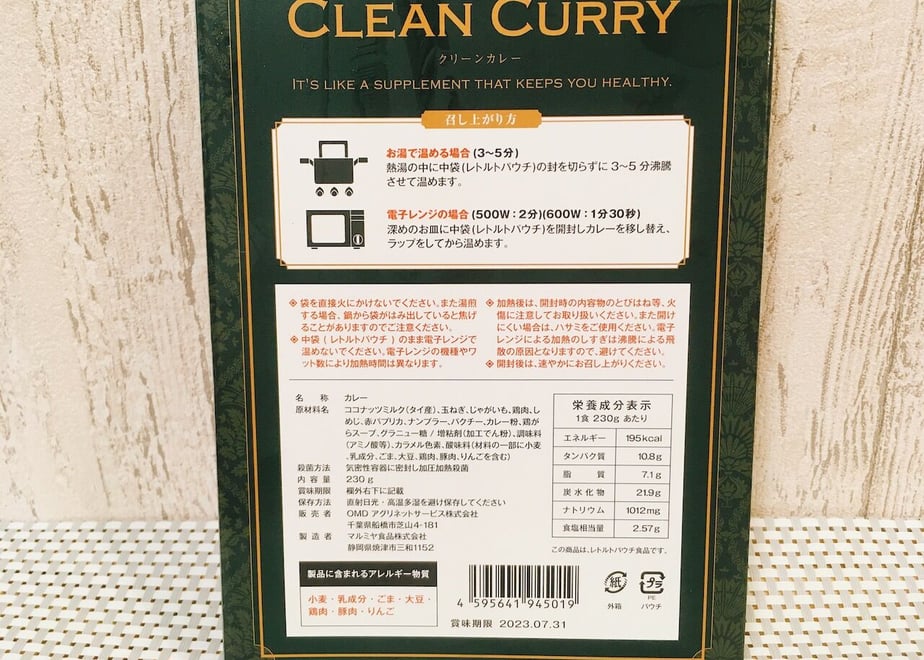 CLEAN CURRY
クリーンカレー
IT'S LIKE A SUPPLEMENT THAT KEEPS YOU HEALTHY.
召し上がり方
お湯で温める場合 (3〜5分)
熱湯の中に中袋(レトルトパウチ)の封を切らずに3〜5分沸騰
させて温めます。
電子レンジの場合 (500W：2分)(600W：1分30秒)
深めのお皿に中袋(レトルトパウチ)を開封しカレーを移し替え、
ラップをしてから温めます。
袋を直接火にかけないでください。また湯煎
する場合、鍋から袋がはみ出していると焦げ
ることがありますのでご注意ください。
中袋 ( レトルトパウチ ) のまま電子レンジで
温めないでください。電子レンジの機種やワ
ット数により加熱時間は異なります。
加熱後は、開封時の内容物のとびはね等、火
傷に注意してお取り扱いください。また開け
にくい場合は、ハサミをご使用ください。電子
レンジによる加熱のしすぎは沸騰による飛
散の原因となりますので、避けてください。
開封後は、速やかにお召し上がりください。
名称 カレー
原材料名 ココナッツミルク(タイ産)、玉ねぎ、じゃがいも、鶏肉、し
めじ、赤パプリカ、ナンプラー、パクチー、カレー粉、鶏が
らスープ、グラニュー糖 / 増粘剤(加工でん粉)、調味料
(アミノ酸等)、カラメル色素、酸味料(材料の一部に小麦
、乳成分、ごま、大豆、鶏肉、豚肉、りんごを含む)
殺菌方法 気密性容器に密封し加圧加熱殺菌
内容量 230g
賞味期限 欄外右下に記載
保存方法 直射日光・高温多湿を避け保存してください
販売者 OMD アグリネットサービス株式会社
千葉県船橋市芝山4-181
製造者 マルミヤ食品株式会社
静岡県焼津市三和1152
栄養成分表示
1食 230g あたり
エネルギー 195kcal
タンパク質 10.8g
脂質 7.1g
炭水化物 21.9g
ナトリウム 1012mg
食塩相当量 2.57g
この商品は、レトルトパウチ食品です。
製品に含まれるアレルギー物質
小麦・乳成分・ごま・大豆・
鶏肉・豚肉・りんご
4 595641 945019
賞味期限 2023.07.31
紙
外箱
プラ
PE
パウチ